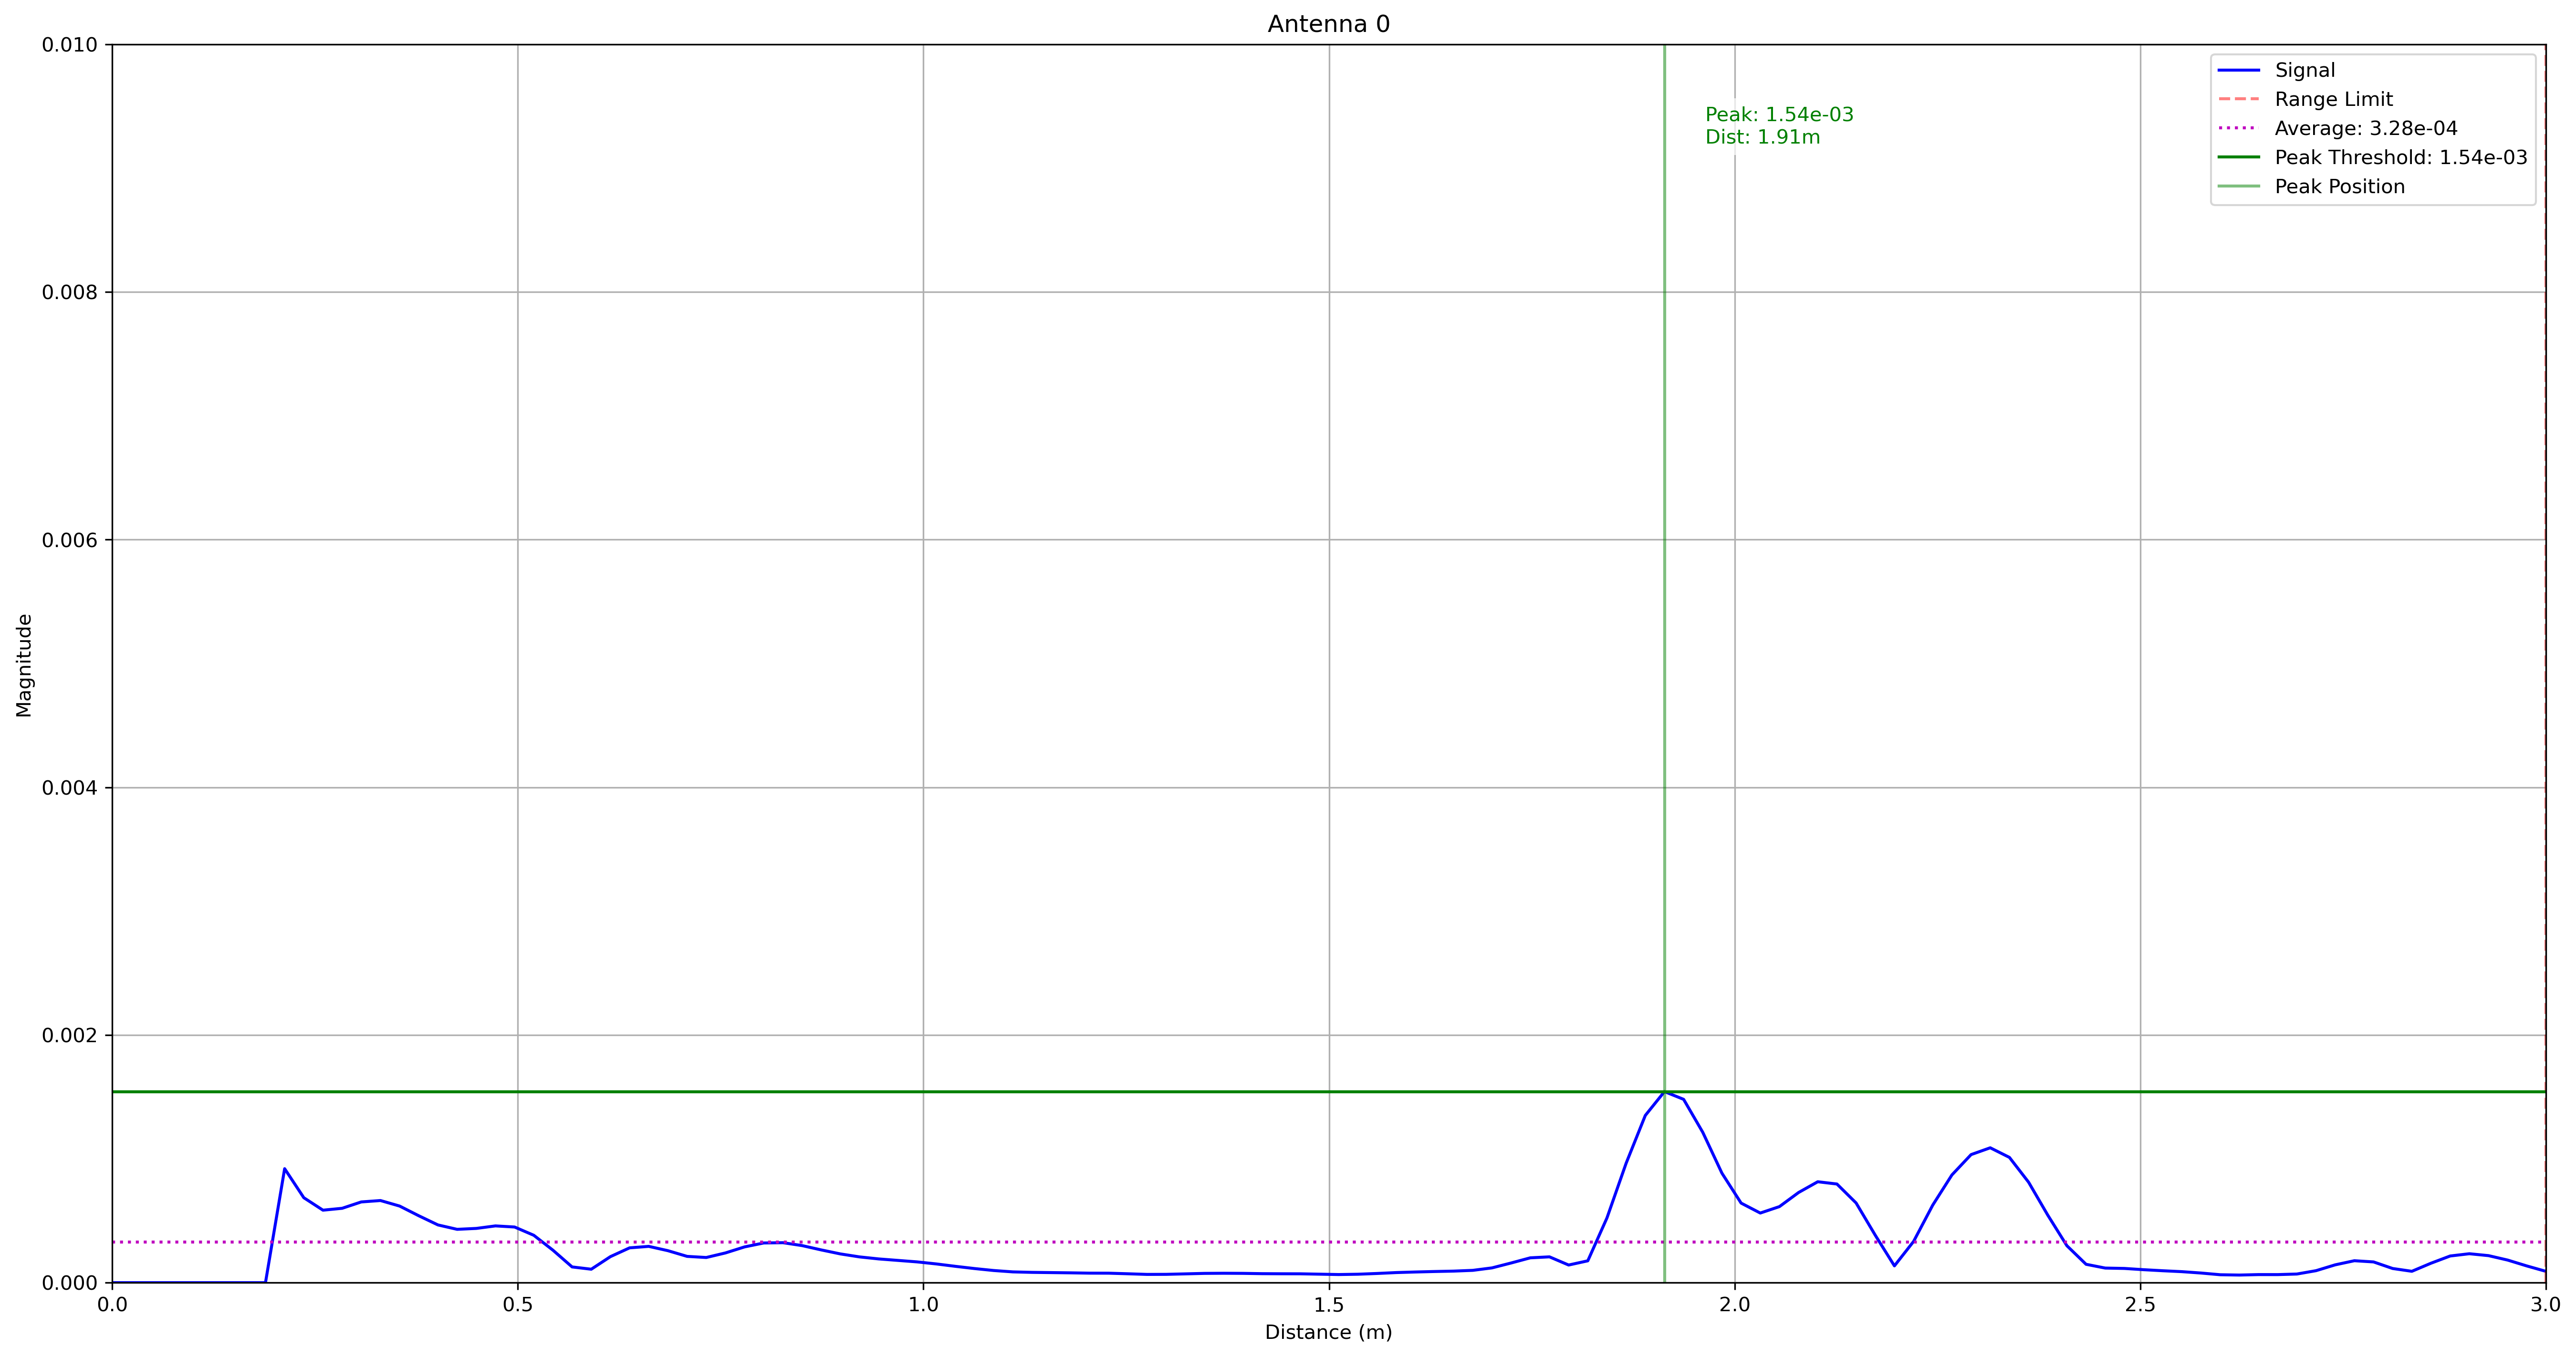 Antenna 0
0.010
0.008
0.006
0.004
0.002
0.000
Magnitude
Peak: 1.54e-03
Dist: 1.91m
Signal
Range Limit
Average: 3.28e-04
Peak Threshold: 1.54e-03
Peak Position
0.0 0.5 1.0 1.5 2.0 2.5 3.0
Distance (m)